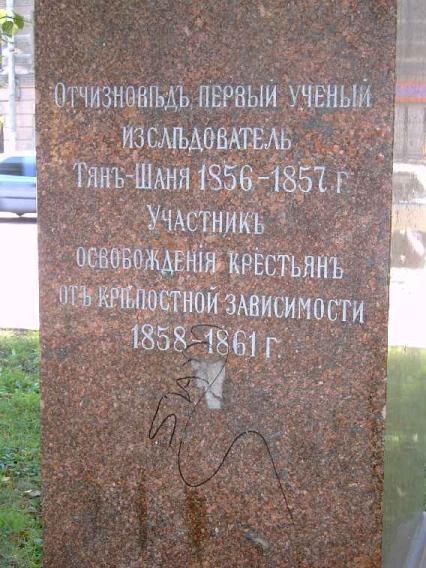 Отчизновѣдъ первый ученый
изслѣдователь
Тянъ-Шаня 1856-1857 г
Участникъ
освобожденія крестьянъ
отъ крѣпостной зависимости
1858-1861 г